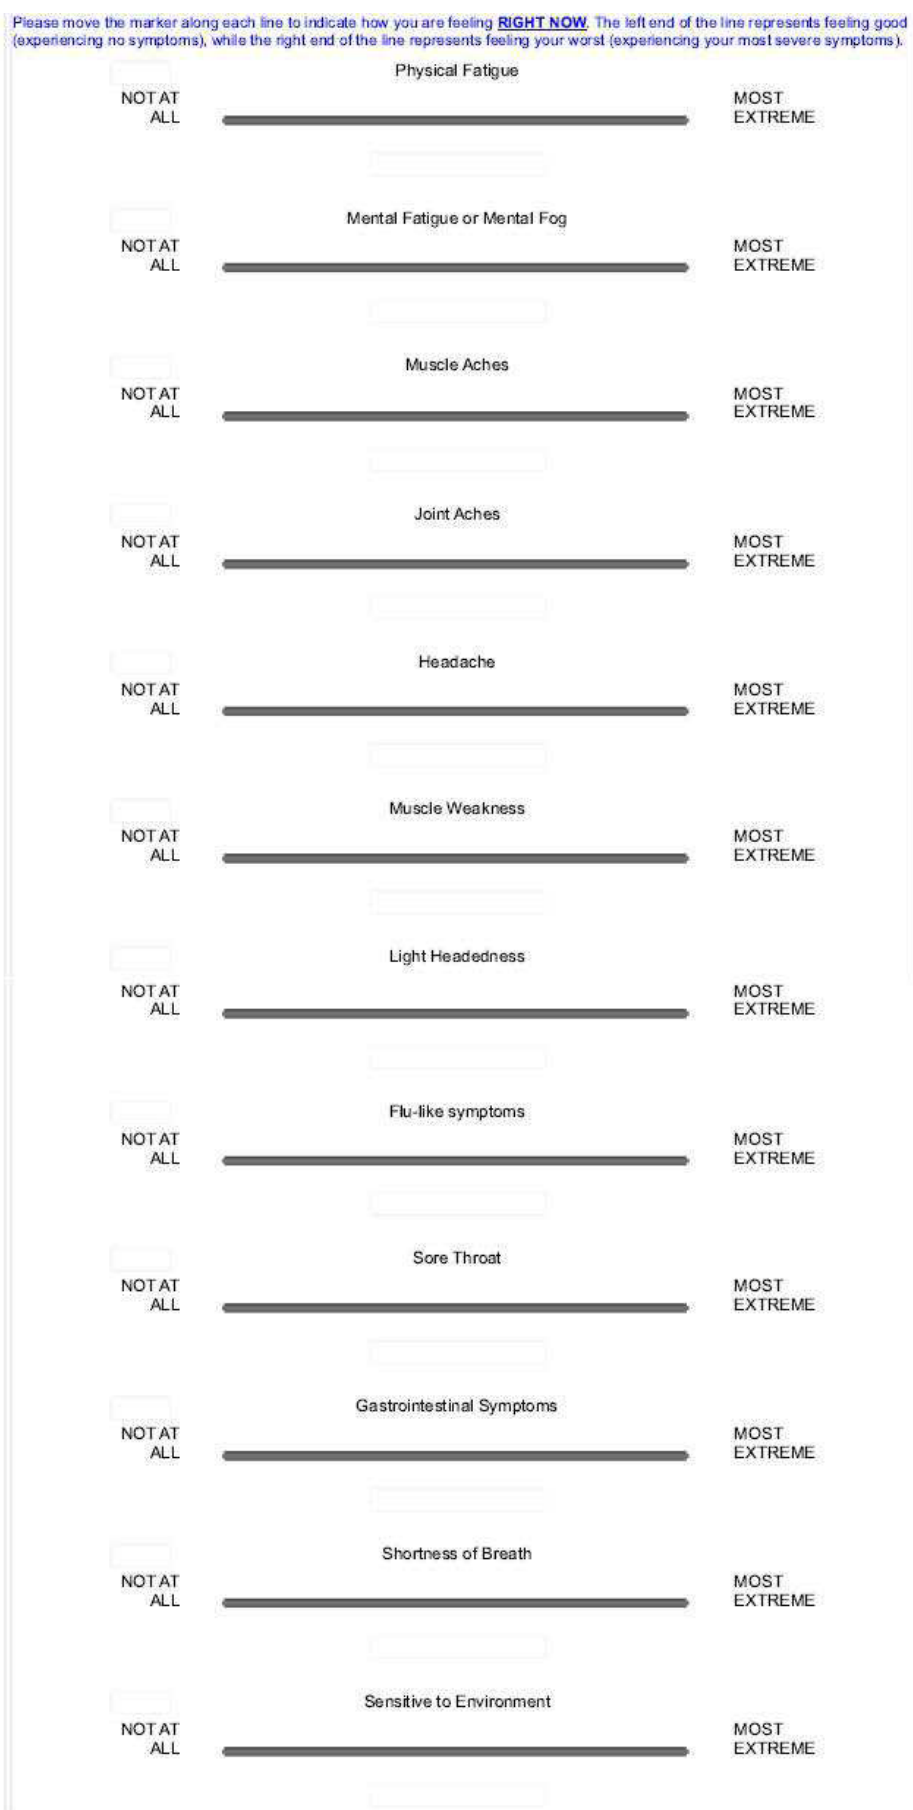 Please move the marker along each line to indicate how you are feeling RIGHT NOW. The left end of the line represents feeling good
(experiencing no symptoms), while the right end of the line represents feeling your worst (experiencing your most severe symptoms).
Physical Fatigue
NOT AT MOST
ALL EXTREME
Mental Fatigue or Mental Fog
NOT AT MOST
ALL EXTREME
Muscle Aches
NOT AT MOST
ALL EXTREME
Joint Aches
NOT AT MOST
ALL EXTREME
Headache
NOT AT MOST
ALL EXTREME
Muscle Weakness
NOT AT MOST
ALL EXTREME
Light Headedness
NOT AT MOST
ALL EXTREME
Flu-like symptoms
NOT AT MOST
ALL EXTREME
Sore Throat
NOT AT MOST
ALL EXTREME
Gastrointestinal Symptoms
NOT AT MOST
ALL EXTREME
Shortness of Breath
NOT AT MOST
ALL EXTREME
Sensitive to Environment
NOT AT MOST
ALL EXTREME